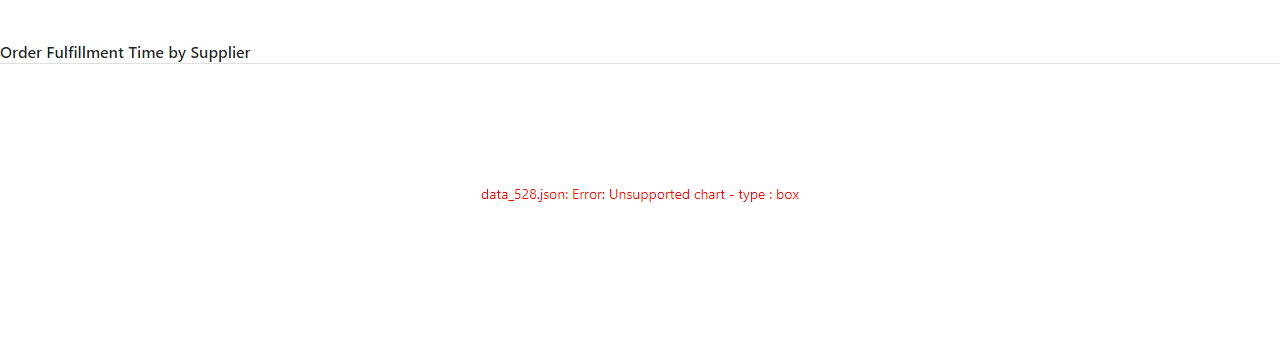 Order Fulfillment Time by Supplier
data_528.json: Error: Unsupported chart - type : box